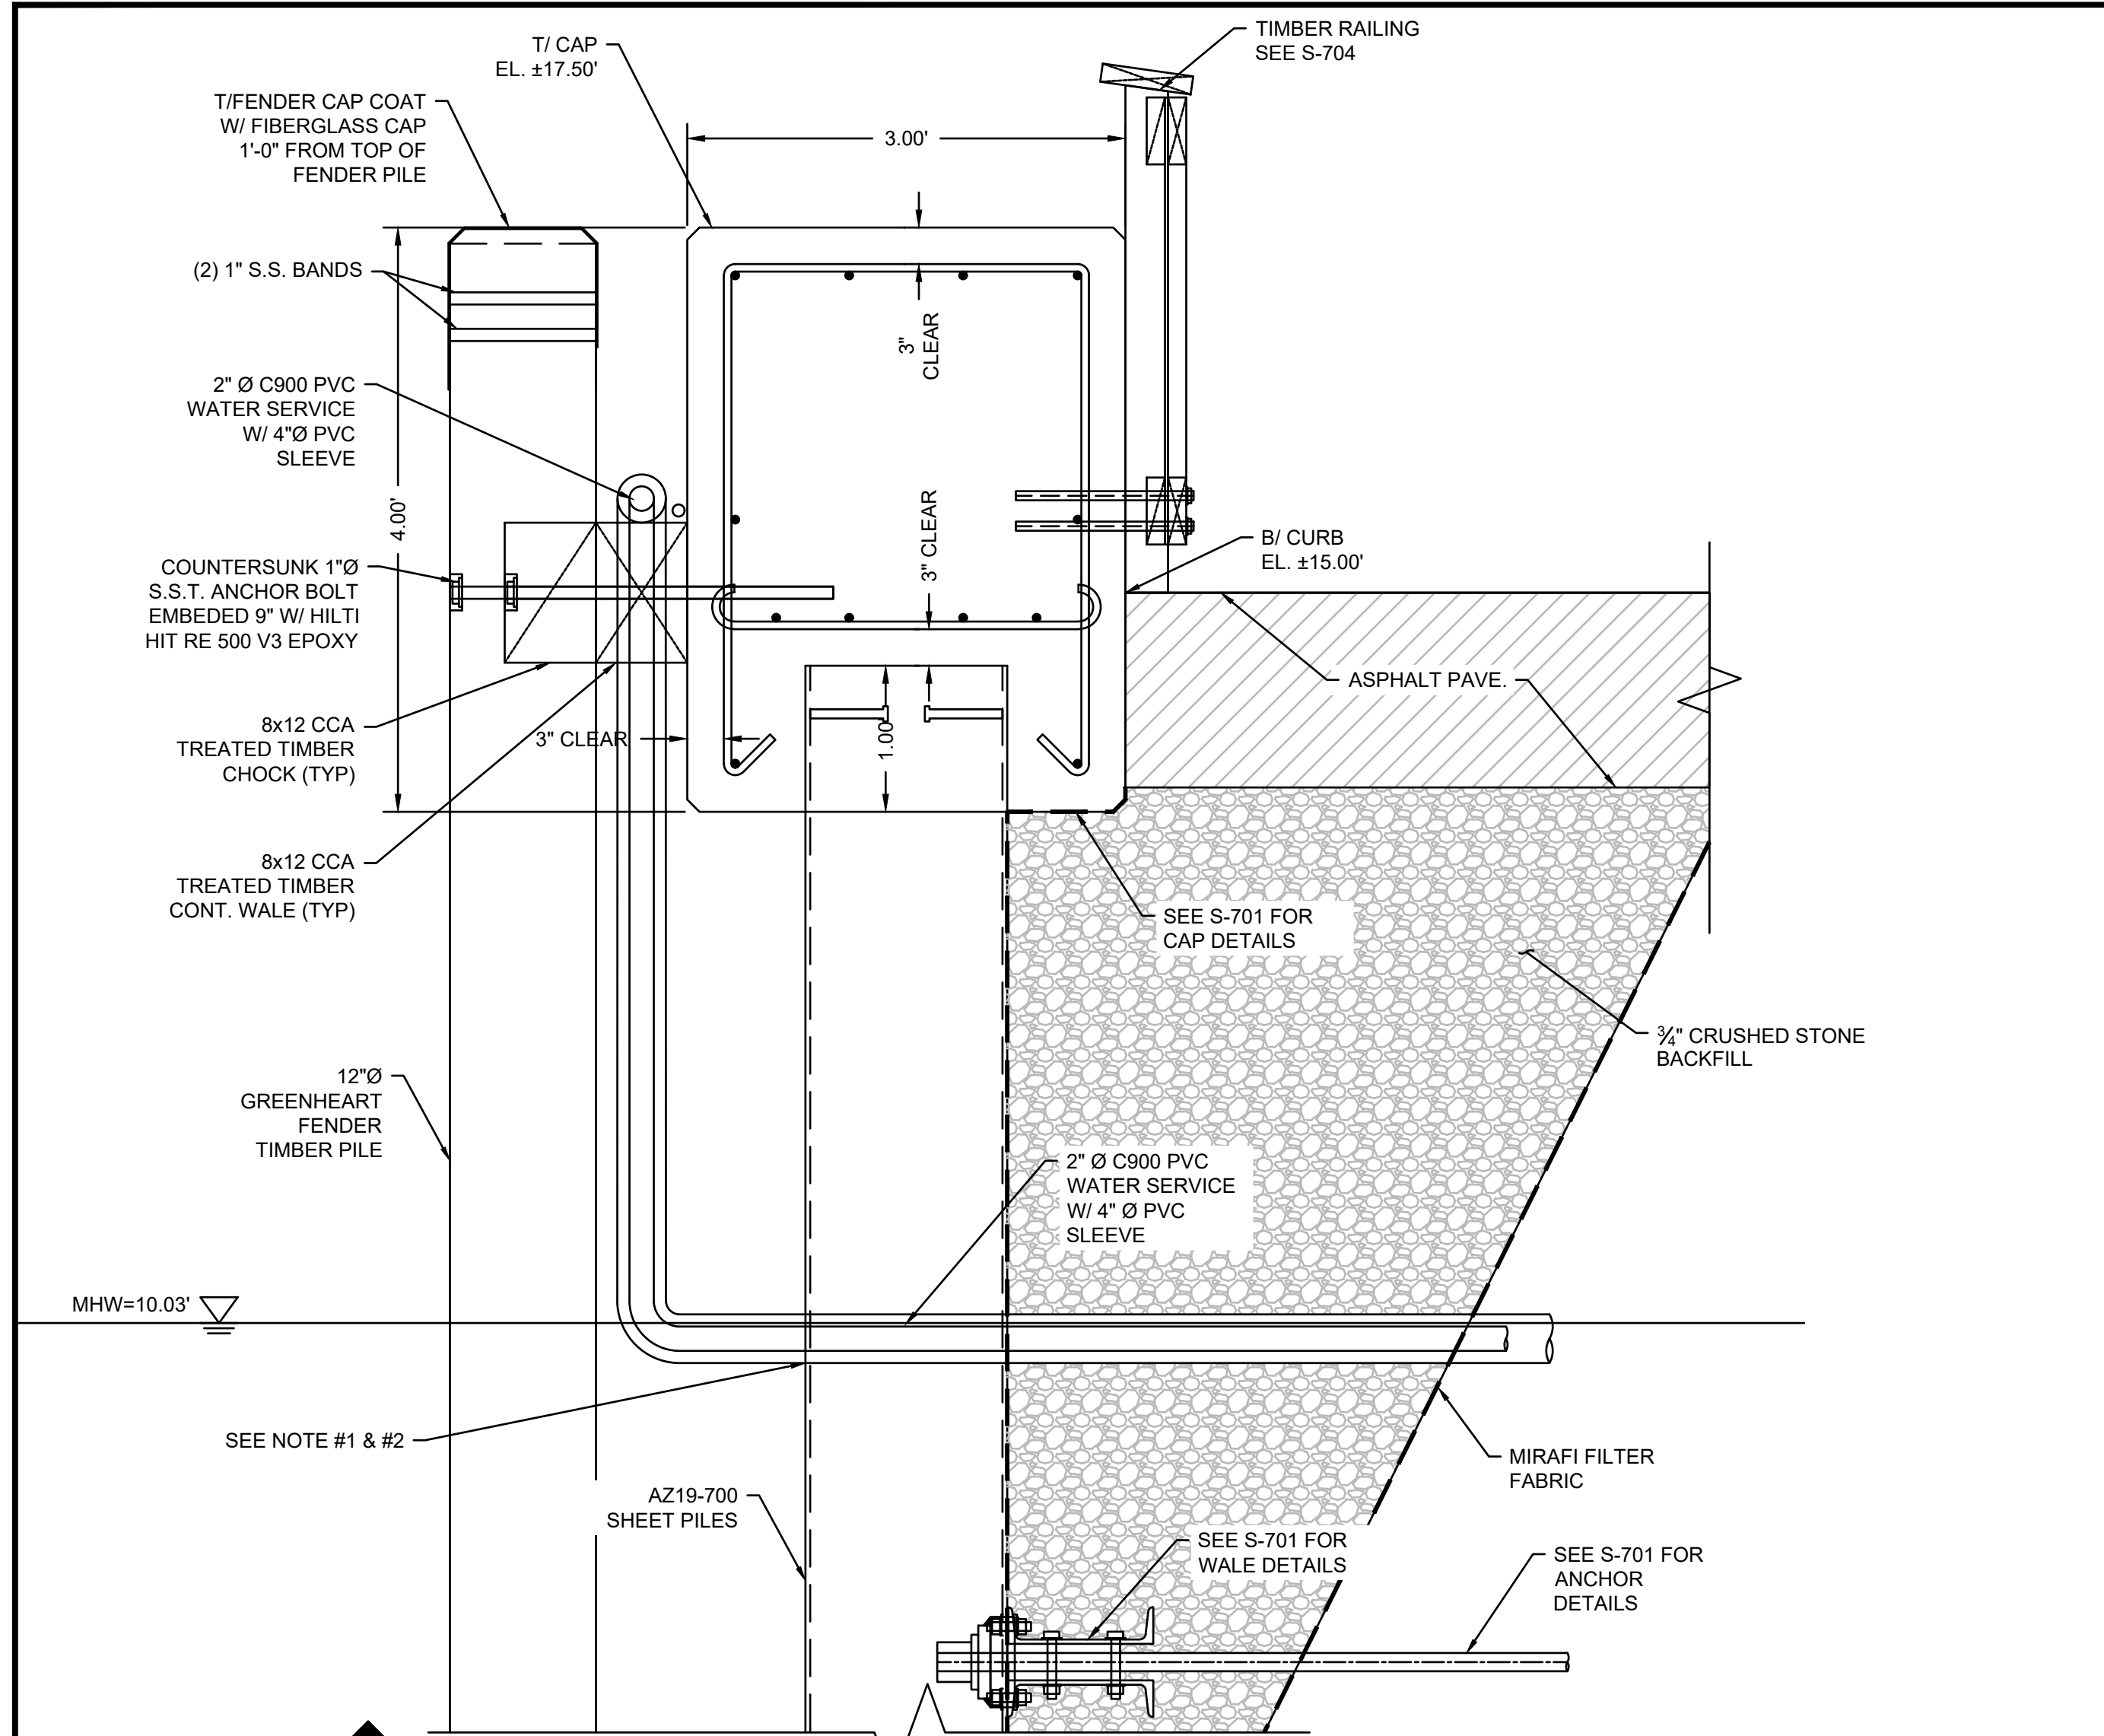 TIMBER RAILING
SEE S-704
T/ CAP
EL. ±17.50'
T/FENDER CAP COAT
W/ FIBERGLASS CAP
1'-0" FROM TOP OF
FENDER PILE
3.00'
(2) 1" S.S. BANDS
3"
CLEAR
2" Ø C900 PVC
WATER SERVICE
W/ 4"Ø PVC
SLEEVE
4.00'
3" CLEAR
B/ CURB
EL. ±15.00'
COUNTERSUNK 1"Ø
S.S.T. ANCHOR BOLT
EMBEDED 9" W/ HILTI
HIT RE 500 V3 EPOXY
ASPHALT PAVE.
8x12 CCA
TREATED TIMBER
CHOCK (TYP)
3" CLEAR
1.00'
8x12 CCA
TREATED TIMBER
CONT. WALE (TYP)
SEE S-701 FOR
CAP DETAILS
¾" CRUSHED STONE
BACKFILL
12"Ø
GREENHEART
FENDER
TIMBER PILE
2" Ø C900 PVC
WATER SERVICE
W/ 4" Ø PVC
SLEEVE
MHW=10.03'
SEE NOTE #1 & #2
MIRAFI FILTER
FABRIC
AZ19-700
SHEET PILES
SEE S-701 FOR
WALE DETAILS
SEE S-701 FOR
ANCHOR
DETAILS